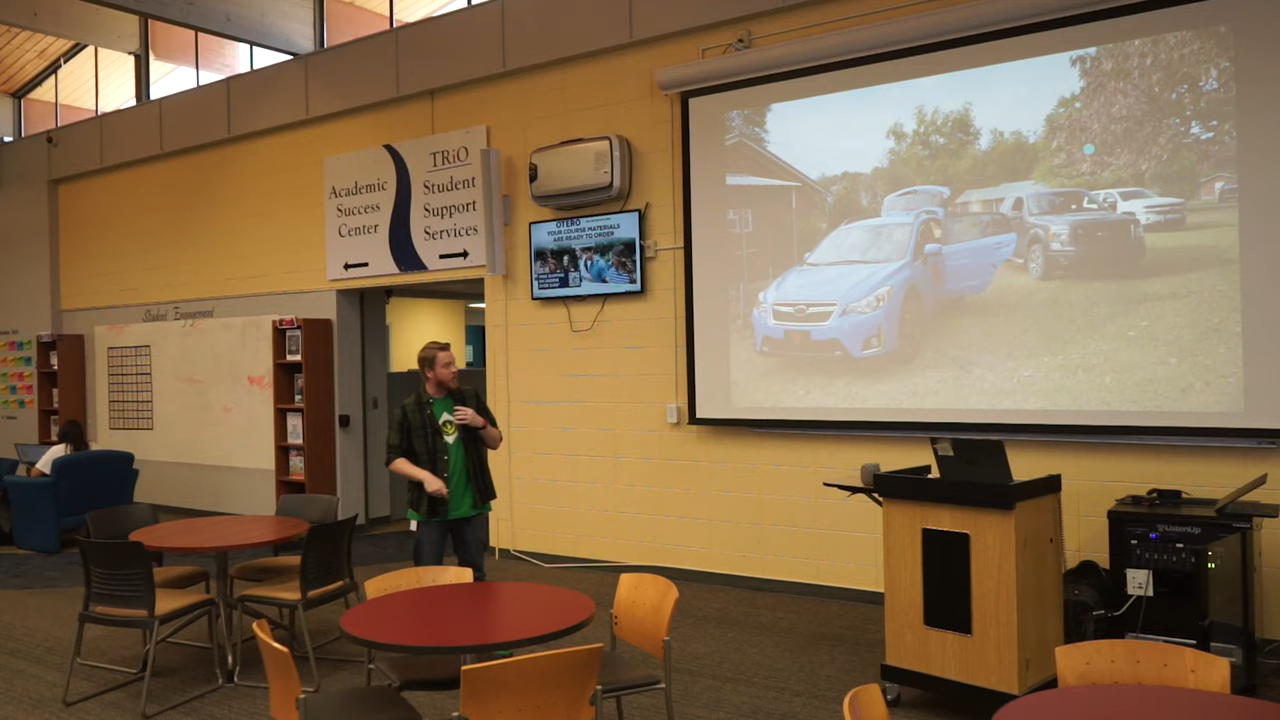 Academic
Success
Center
TRiO
Student
Support
Services
OTERO
YOUR COURSE MATERIALS
ARE READY TO ORDER
Student Engagement
ListenUp